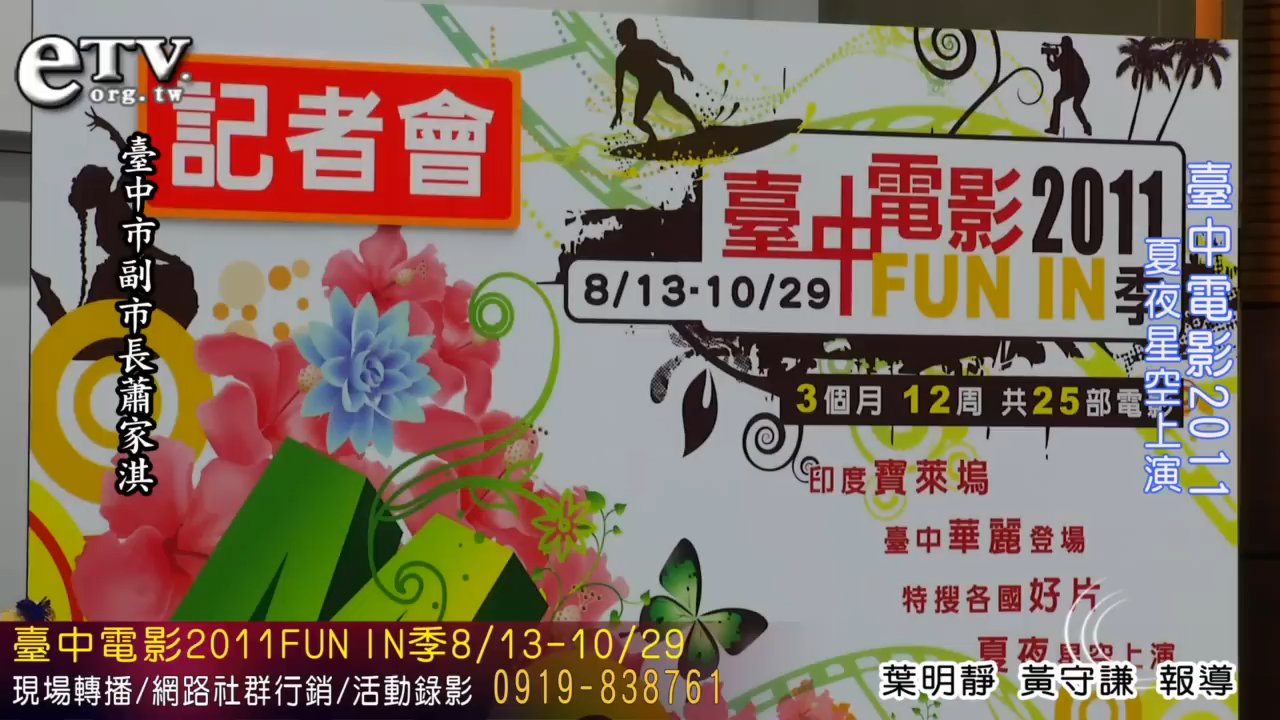 eTV.
org.tw
記者會
臺中市副市長蕭家淇
臺中電影2011
FUN IN季
8/13-10/29
3個月 12周 共25部電影
印度寶萊塢
臺中華麗登場
特搜各國好片
夏夜星空上演
臺中電影2011
夏夜星空上演
臺中電影2011FUN IN季8/13-10/29
現場轉播/網路社群行銷/活動錄影 0919-838761
葉明靜 黃守謙 報導